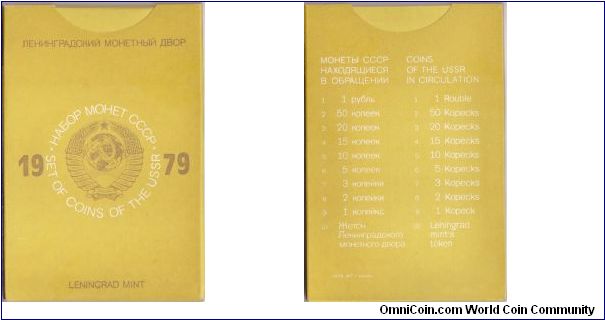 ЛЕНИНГРАДСКИЙ МОНЕТНЫЙ ДВОР
НАБОР МОНЕТ СССР
1979
SET OF COINS OF THE USSR
LENINGRAD MINT
МОНЕТЫ СССР
НАХОДЯЩИЕСЯ
В ОБРАЩЕНИИ
COINS
OF THE USSR
IN CIRCULATION
1 1 рубль 1 1 Rouble
2 50 копеек 2 50 Kopecks
3 20 копеек 3 20 Kopecks
4 15 копеек 4 15 Kopecks
5 10 копеек 5 10 Kopecks
6 5 копеек 6 5 Kopecks
7 3 копейки 7 3 Kopecks
8 2 копейки 8 2 Kopecks
9 1 копейка 9 1 Kopeck
10 Жетон
Ленинградского
монетного двора
10 Leningrad
mint's
token
OmniCoin.com World Coin Community